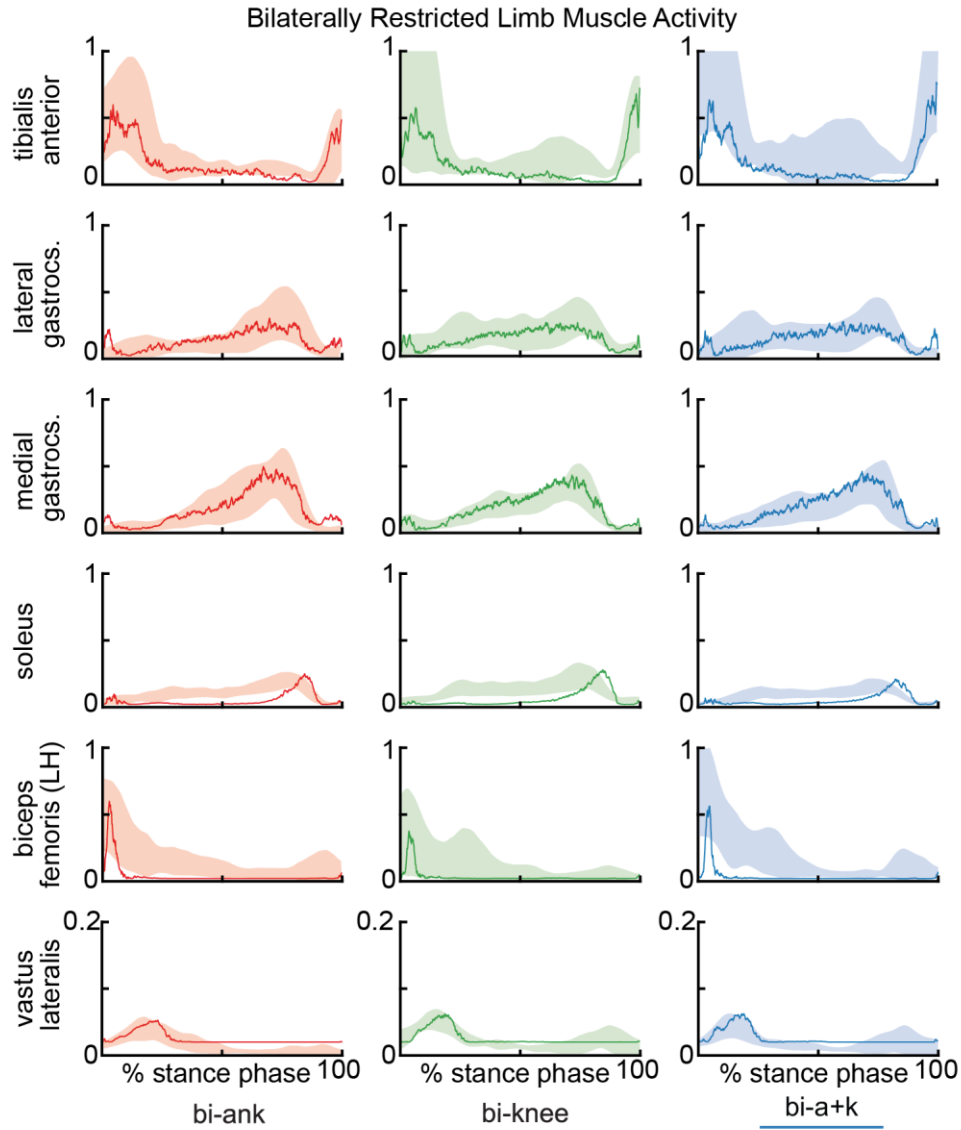 Bilaterally Restricted Limb Muscle Activity
tibialis
anterior
1
0
1
0
1
0
lateral
gastrocs.
1
0
1
0
1
0
medial
gastrocs.
1
0
1
0
1
0
soleus
1
0
1
0
1
0
biceps
femoris (LH)
1
0
1
0
1
0
vastus
lateralis
0.2
0
0.2
0
0.2
0
% stance phase 100
% stance phase 100
% stance phase 100
bi-ank
bi-knee
bi-a+k